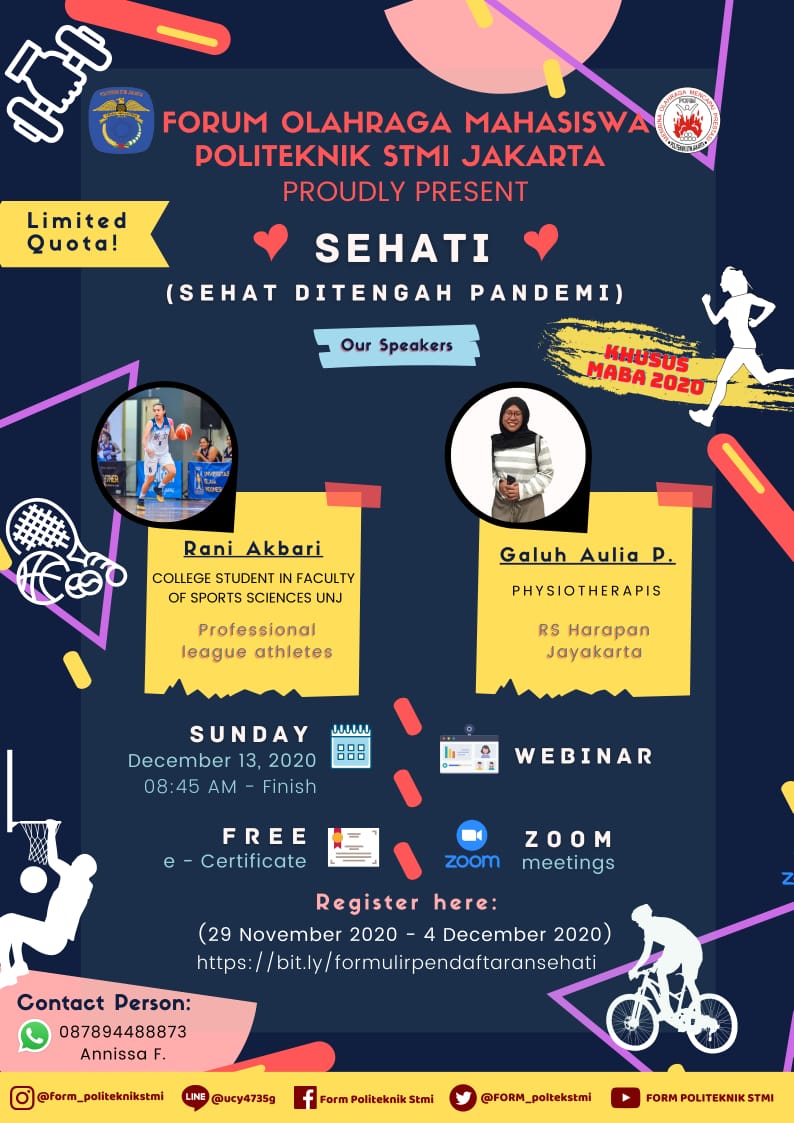 FORUM OLAHRAGA MAHASISWA
POLITEKNIK STMI JAKARTA
PROUDLY PRESENT
Limited
Quota!
SEHATI
(SEHAT DITENGAH PANDEMI)
Our Speakers
KHUSUS
MABA 2020
Rani Akbari
COLLEGE STUDENT IN FACULTY
OF SPORTS SCIENCES UNJ
Professional
league athletes
Galuh Aulia P.
PHYSIOTHERAPIS
RS Harapan
Jayakarta
SUNDAY
December 13, 2020
08:45 AM - Finish
WEBINAR
FREE
e - Certificate
zoom
ZOOM
meetings
Register here:
(29 November 2020 - 4 December 2020)
https://bit.ly/formulirpendaftaransehati
Contact Person:
087894488873
Annissa F.
@form_politeknikstmi
LINE
@ucy4735g
Form Politeknik Stmi
@FORM_poltekstmi
FORM POLITEKNIK STMI